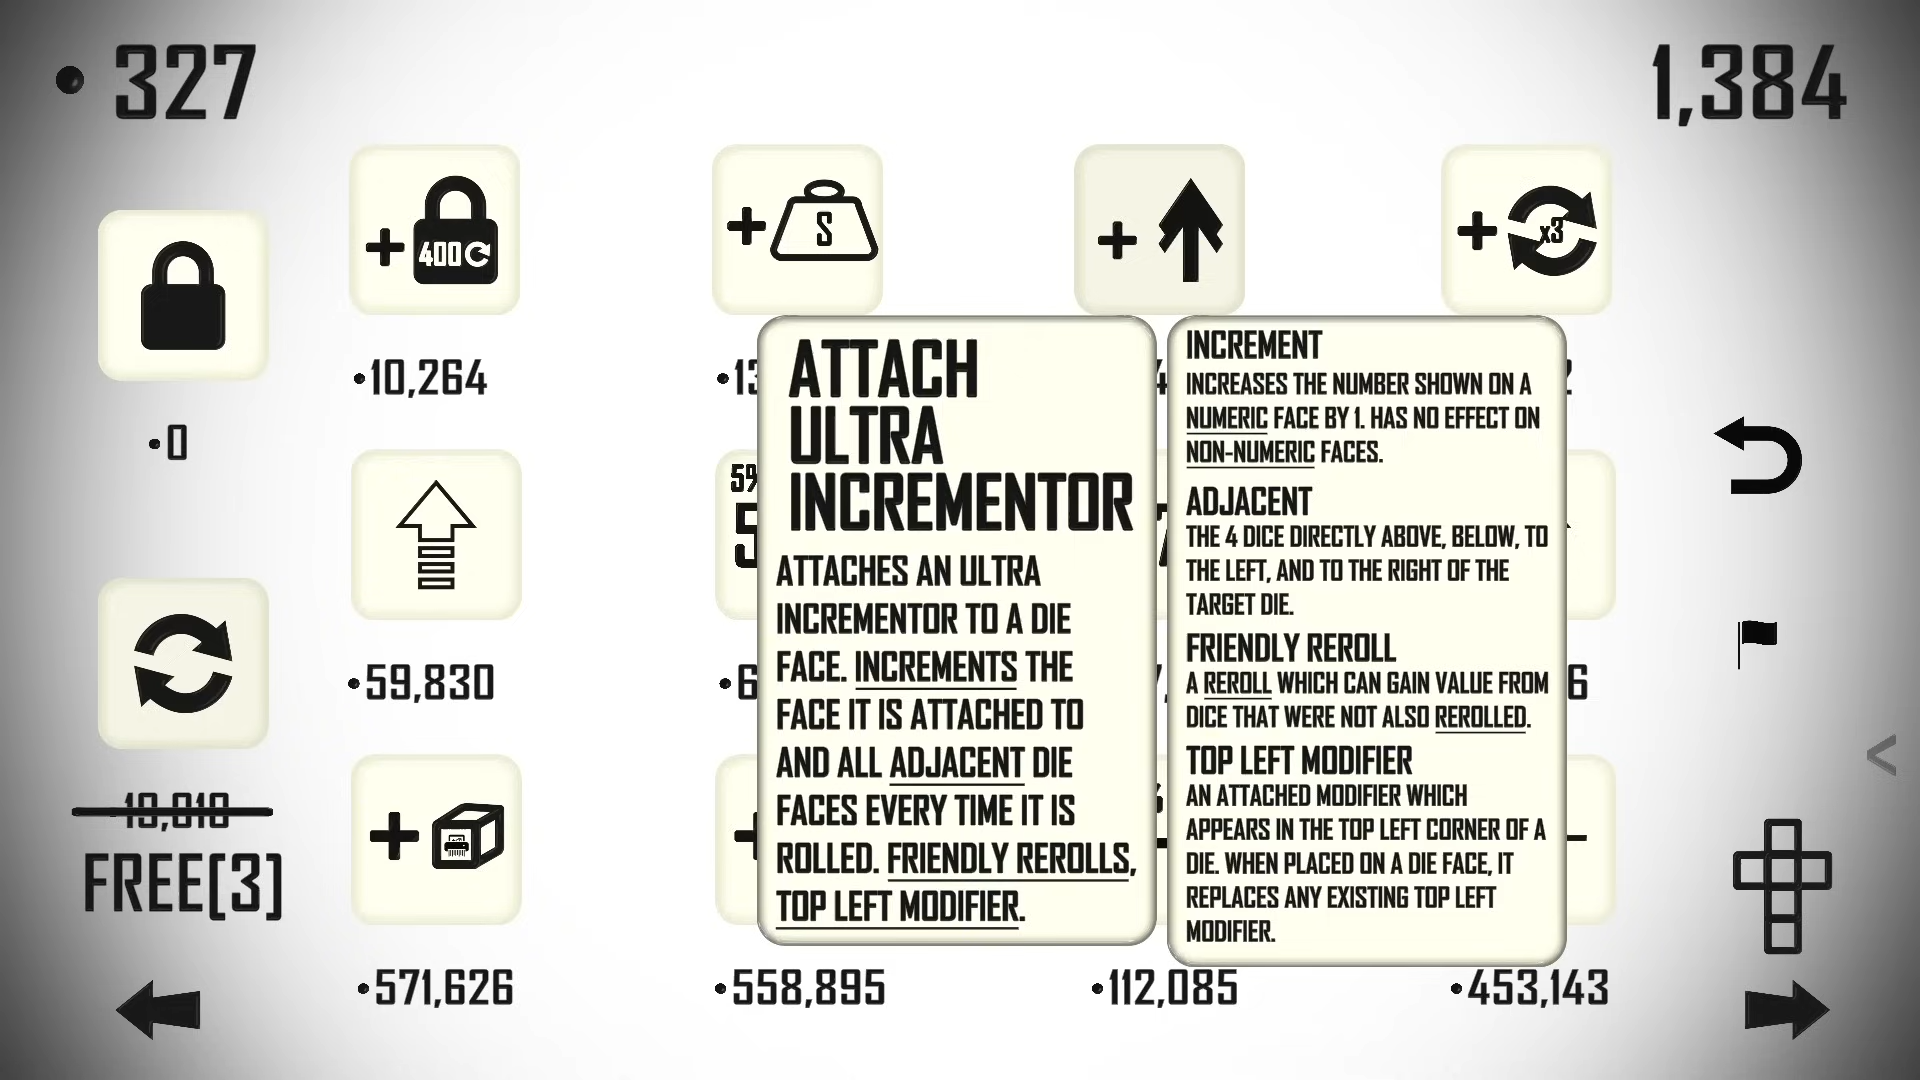 • 327
1,384
+ 400
+ S
+
+ x3
•10,264
•0
59%
•59,830
10,010
FREE[3]
•571,626
•558,895
•112,085
•453,143
ATTACH
ULTRA
INCREMENTOR
ATTACHES AN ULTRA
INCREMENTOR TO A DIE
FACE. INCREMENTS THE
FACE IT IS ATTACHED TO
AND ALL ADJACENT DIE
FACES EVERY TIME IT IS
ROLLED. FRIENDLY REROLLS,
TOP LEFT MODIFIER.
INCREMENT
INCREASES THE NUMBER SHOWN ON A
NUMERIC FACE BY 1. HAS NO EFFECT ON
NON-NUMERIC FACES.
ADJACENT
THE 4 DICE DIRECTLY ABOVE, BELOW, TO
THE LEFT, AND TO THE RIGHT OF THE
TARGET DIE.
FRIENDLY REROLL
A REROLL WHICH CAN GAIN VALUE FROM
DICE THAT WERE NOT ALSO REROLLED.
TOP LEFT MODIFIER
AN ATTACHED MODIFIER WHICH
APPEARS IN THE TOP LEFT CORNER OF A
DIE. WHEN PLACED ON A DIE FACE, IT
REPLACES ANY EXISTING TOP LEFT
MODIFIER.